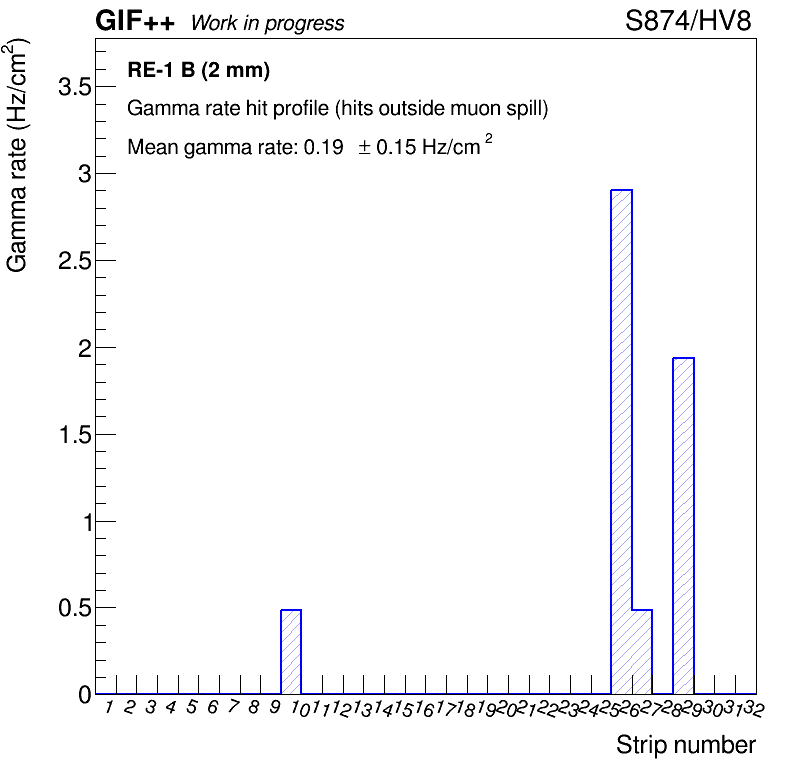 GIF++ Work in progress S874/HV8
Gamma rate (Hz/cm²)
RE-1 B (2 mm)
Gamma rate hit profile (hits outside muon spill)
Mean gamma rate: 0.19 ± 0.15 Hz/cm²
3.5
3
2.5
2
1.5
1
0.5
0
1 2 3 4 5 6 7 8 9 10 11 12 13 14 15 16 17 18 19 20 21 22 23 24 25 26 27 28 29 30 31 32
Strip number